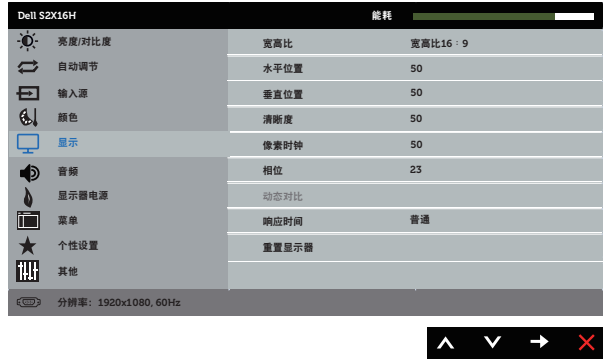 Dell S2X16H 能耗
亮度/对比度 宽高比 宽高比16：9
自动调节 水平位置 50
输入源 垂直位置 50
颜色 清晰度 50
显示 像素时钟 50
音频 相位 23
显示器电源 动态对比
菜单 响应时间 普通
个性设置 重置显示器
其他
分辨率：1920x1080, 60Hz